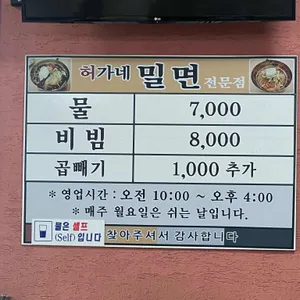 허가네 밀면 전문점
물 7,000
비빔 8,000
곱빼기 1,000 추가
* 영업시간 : 오전 10:00 ~ 오후 4:00
* 매주 월요일은 쉬는 날입니다.
물은 셀프
(Self)입니다
찾아주셔서 감사합니다